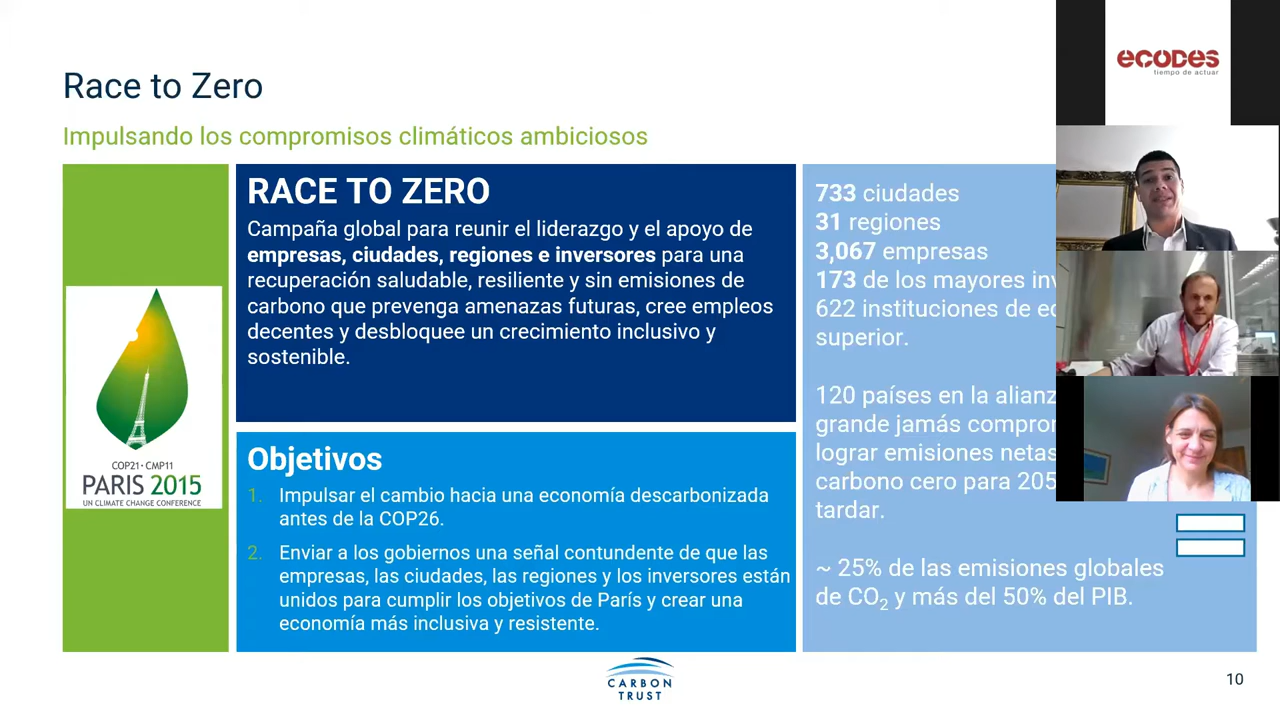 Race to Zero
Impulsando los compromisos climáticos ambiciosos
COP21 · CMP11
PARIS 2015
UN CLIMATE CHANGE CONFERENCE
RACE TO ZERO
Campaña global para reunir el liderazgo y el apoyo de
empresas, ciudades, regiones e inversores para una
recuperación saludable, resiliente y sin emisiones de
carbono que prevenga amenazas futuras, cree empleos
decentes y desbloquee un crecimiento inclusivo y
sostenible.
Objetivos
1. Impulsar el cambio hacia una economía descarbonizada
antes de la COP26.
2. Enviar a los gobiernos una señal contundente de que las
empresas, las ciudades, las regiones y los inversores están
unidos para cumplir los objetivos de París y crear una
economía más inclusiva y resistente.
733 ciudades
31 regiones
3,067 empresas
173 de los mayores
622 instituciones de
superior.
120 países en la
grande jamás
lograr emisiones netas
carbono cero para
tardar.
~ 25% de las emisiones globales
de CO₂ y más del 50% del PIB.
ecodes
tiempo de actuar
CARBON
TRUST
10